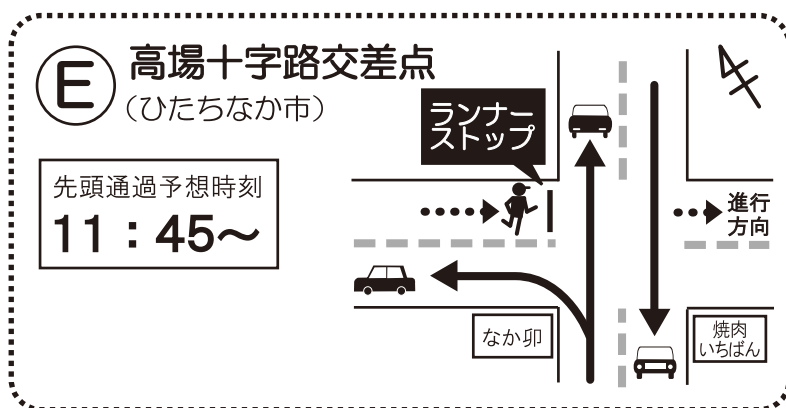 E
高場十字路交差点
(ひたちなか市)
先頭通過予想時刻
11：45～
ランナー
ストップ
進行
方向
なか卯
焼肉
いちばん